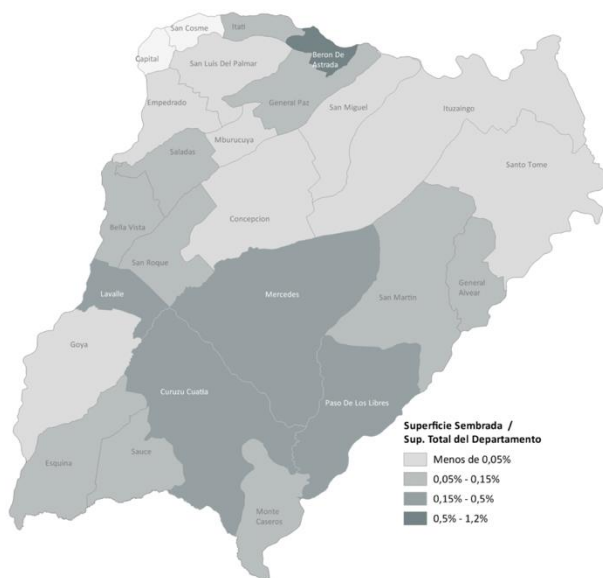 San Cosme
Itatí
Capital
Beron De
Astrada
San Luis Del Palmar
General Paz
San Miguel
Ituzaingo
Empedrado
Mburucuya
Saladas
Santo Tome
Concepcion
Bella Vista
San Roque
Lavalle
Mercedes
San Martin
General
Alvear
Goya
Curuzu Cuatta
Paso De Los Libres
Esquina
Sauce
Monte
Caseros
Superficie Sembrada /
Sup. Total del Departamento
Menos de 0,05%
0,05% - 0,15%
0,15% - 0,5%
0,5% - 1,2%